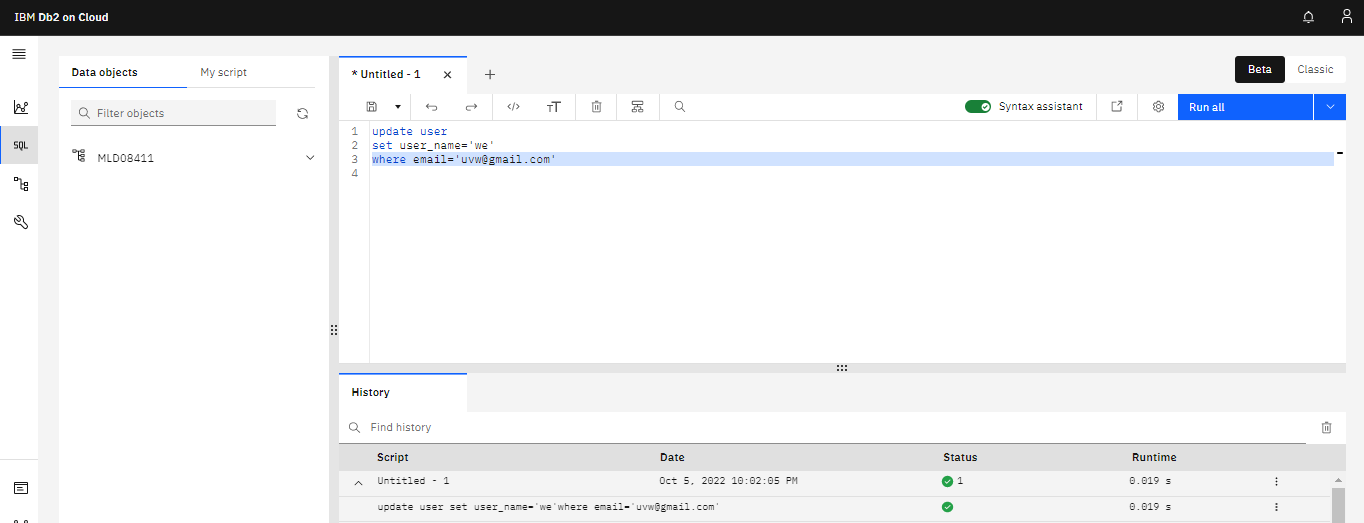 IBM Db2 on Cloud
Data objects
My script
* Untitled - 1
Beta
Classic
Filter objects
Syntax assistant
Run all
SQL
MLD08411
1 update user
2 set user_name='we'
3 where email='uvw@gmail.com'
4
History
Find history
Script Date Status Runtime
Untitled - 1 Oct 5, 2022 10:02:05 PM 1 0.019 s
update user set user_name='we'where email='uvw@gmail.com' 0.019 s